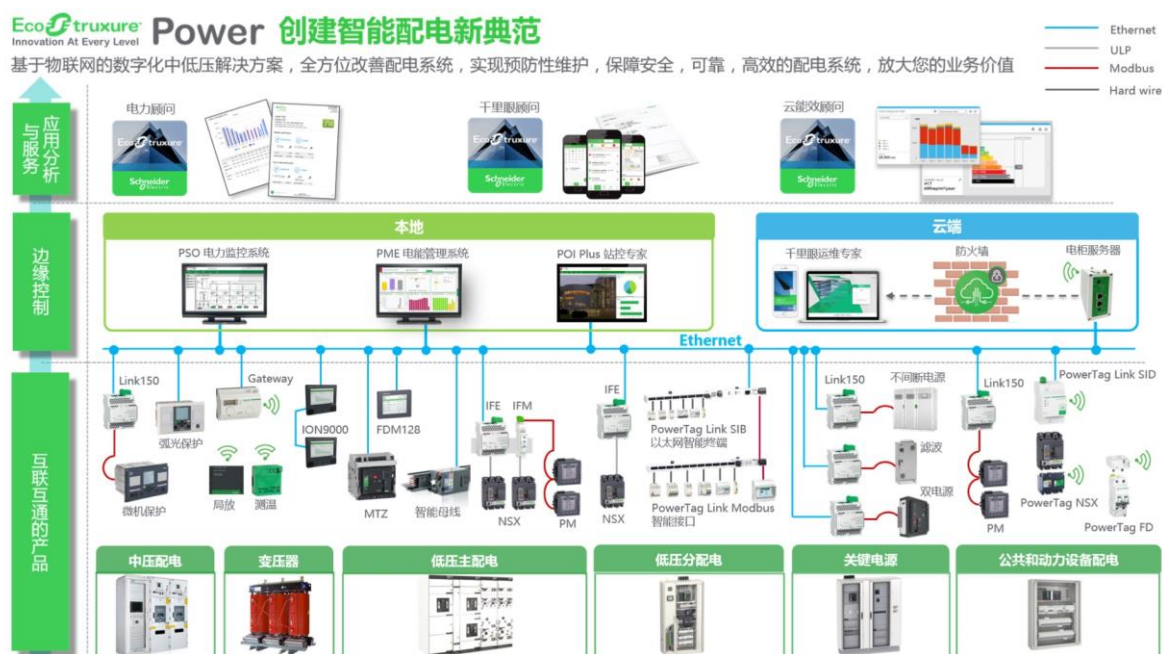 EcoStruxure
Innovation At Every Level
Power 创建智能配电新典范
基于物联网的数字化中低压解决方案，全方位改善配电系统，实现预防性维护，保障安全，可靠，高效的配电系统，放大您的业务价值
Ethernet
ULP
Modbus
Hard wire
应用分析与服务
电力顾问
千里眼顾问
云能效顾问
EcoStruxure
Schneider Electric
EcoStruxure
Schneider Electric
EcoStruxure
Schneider Electric
边缘控制
本地
云端
PSO 电力监控系统
PME 电能管理系统
POI Plus 站控专家
千里眼运维专家
防火墙
电柜服务器
Ethernet
互联互通的产品
Link150
Gateway
弧光保护
微机保护
局放
测温
ION9000
FDM128
MTZ
智能母线
IFE
IFM
NSX
PM
IFE
NSX
PowerTag Link SIB
以太网智能终端
PowerTag Link Modbus
智能接口
Link150
不间断电源
滤波
双电源
Link150
PM
PowerTag Link SID
PowerTag NSX
PowerTag FD
中压配电
变压器
低压主配电
低压分配电
关键电源
公共和动力设备配电